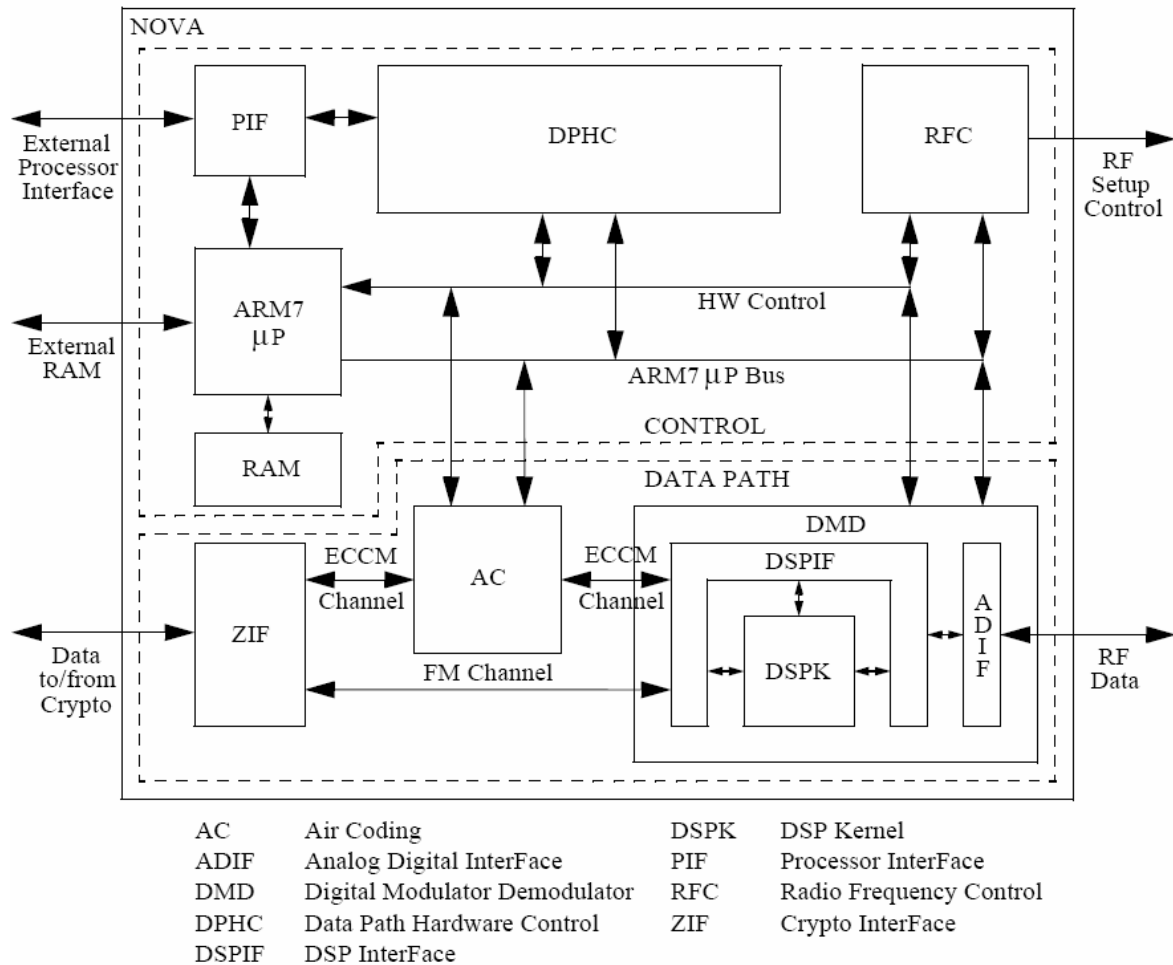 NOVA
PIF
DPHC
RFC
External
Processor
Interface
RF
Setup
Control
ARM7
μP
HW Control
External
RAM
ARM7 μP Bus
CONTROL
RAM
DATA PATH
DMD
ECCM
Channel
AC
ECCM
Channel
DSPIF
ADIF
ZIF
DSPK
FM Channel
Data
to/from
Crypto
RF
Data
AC Air Coding
ADIF Analog Digital InterFace
DMD Digital Modulator Demodulator
DPHC Data Path Hardware Control
DSPIF DSP InterFace
DSPK DSP Kernel
PIF Processor InterFace
RFC Radio Frequency Control
ZIF Crypto InterFace